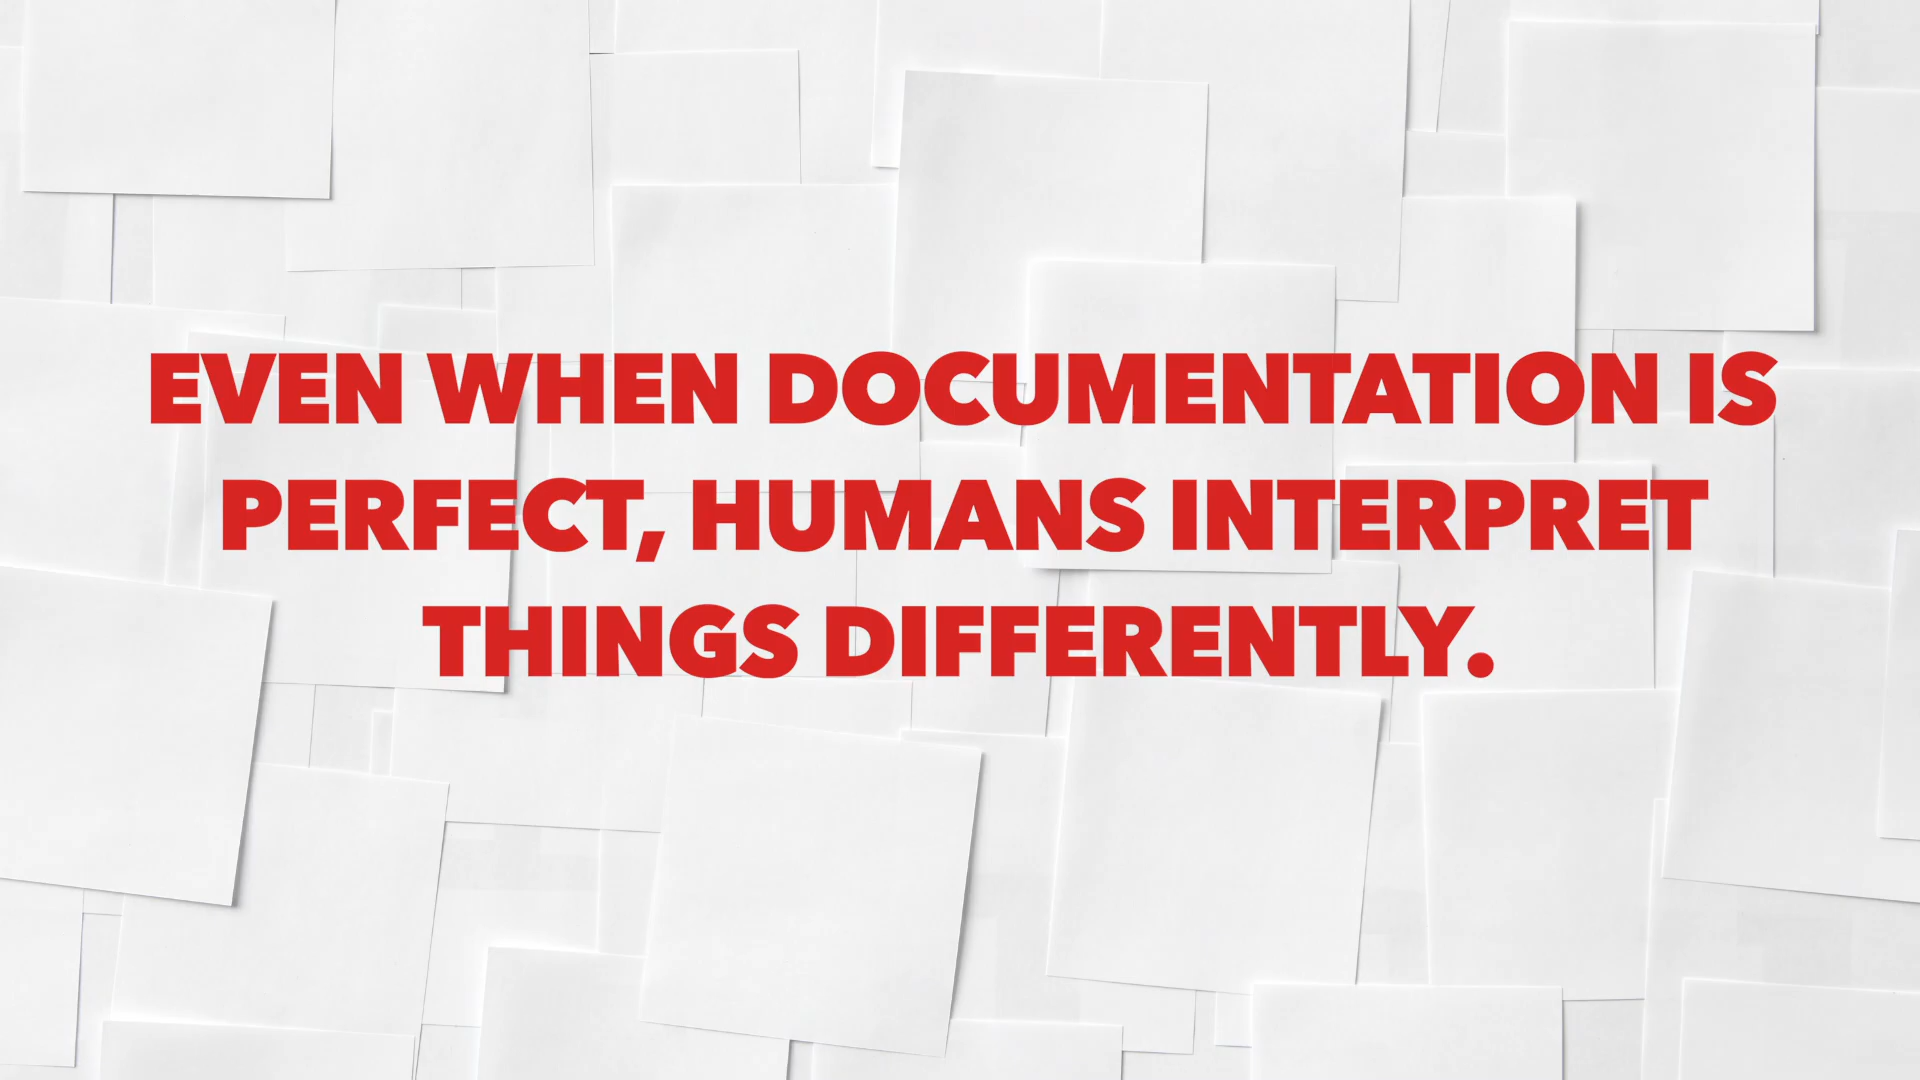 EVEN WHEN DOCUMENTATION IS
PERFECT, HUMANS INTERPRET
THINGS DIFFERENTLY.